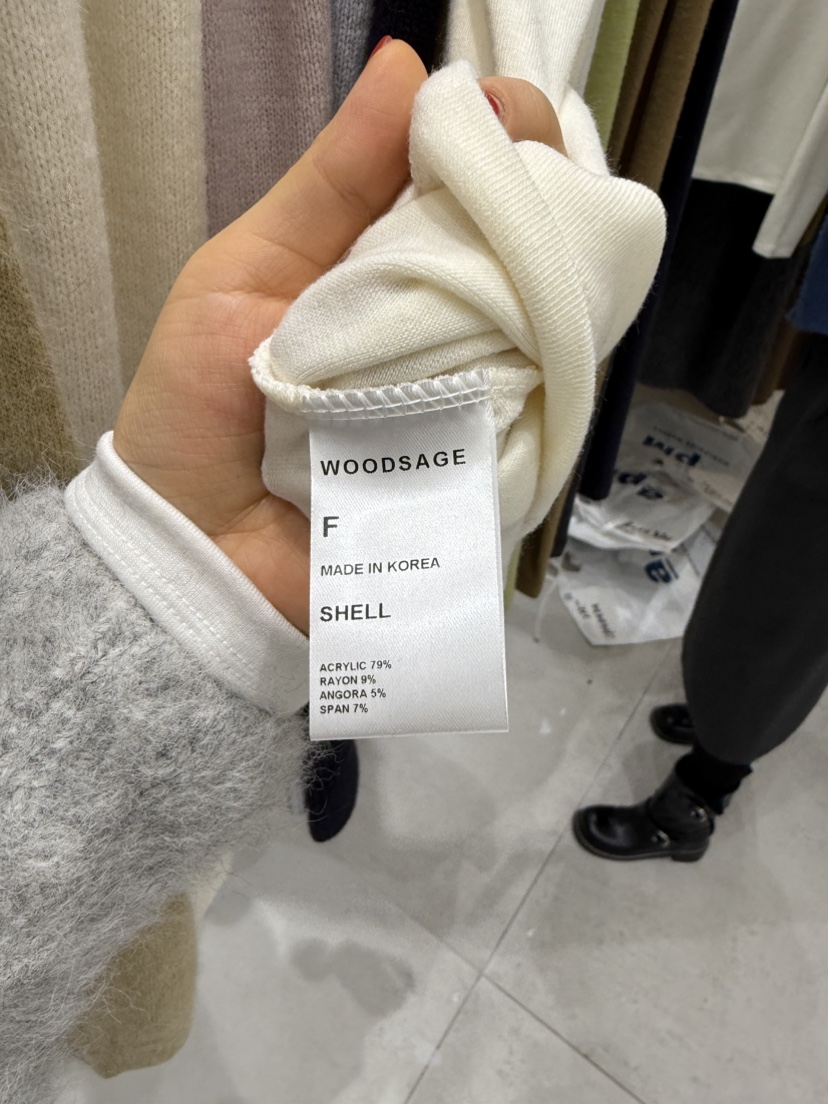 WOODSAGE
F
MADE IN KOREA
SHELL
ACRYLIC 79%
RAYON 9%
ANGORA 5%
SPAN 7%